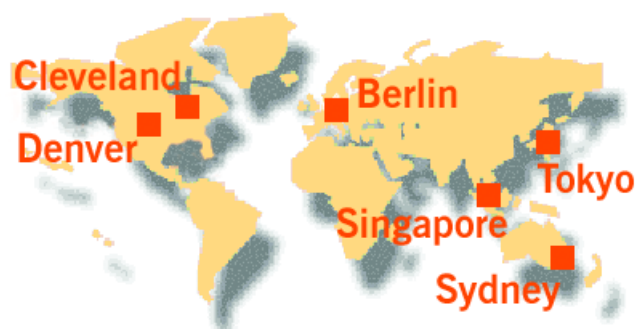 Cleveland
Berlin
Denver
Tokyo
Singapore
Sydney